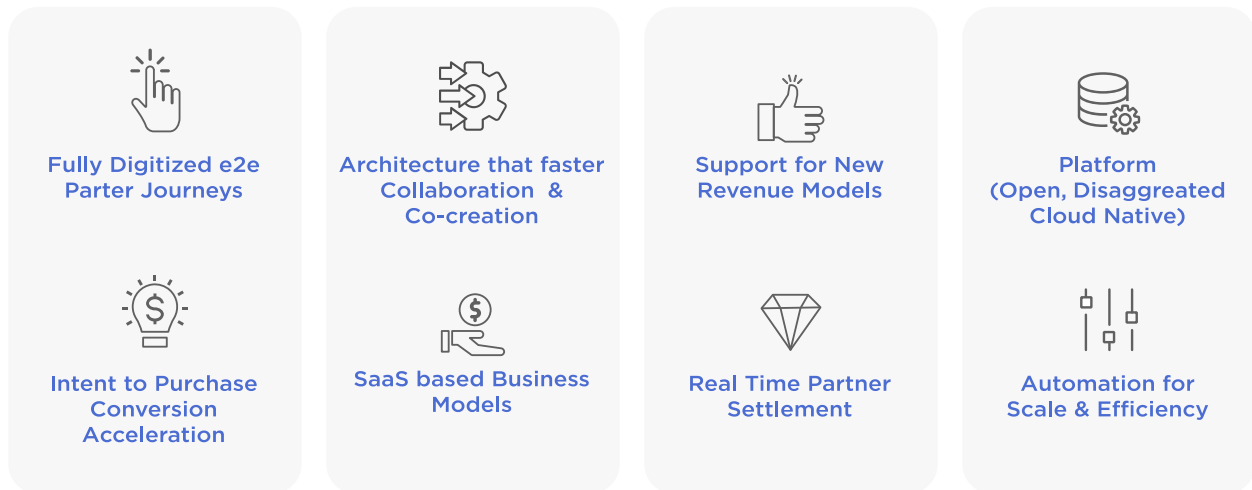 Fully Digitized e2e
Parter Journeys
Architecture that faster
Collaboration &
Co-creation
Support for New
Revenue Models
Platform
(Open, Disaggreated
Cloud Native)
$
Intent to Purchase
Conversion
Acceleration
$
SaaS based Business
Models
Real Time Partner
Settlement
Automation for
Scale & Efficiency